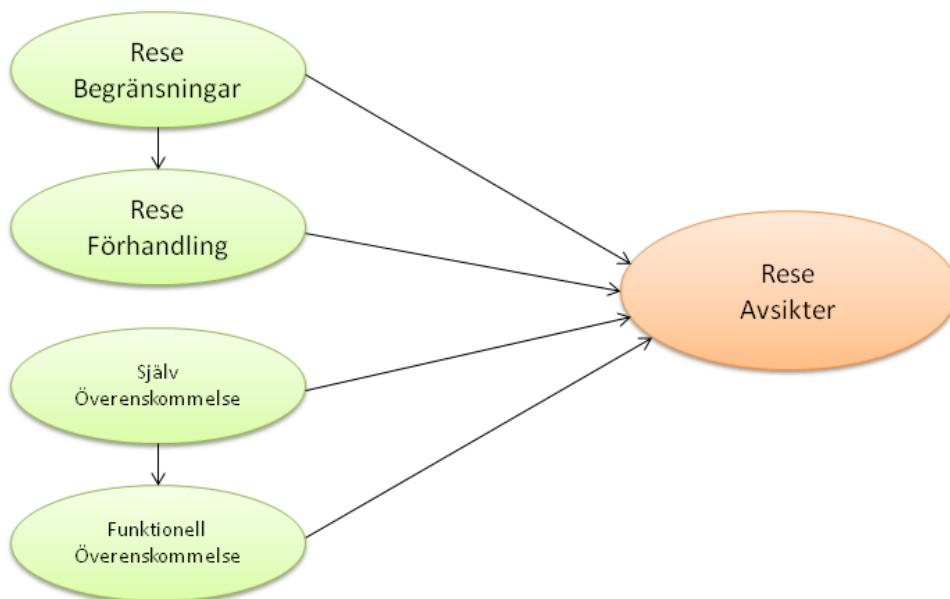 Rese
Begränsningar
Rese
Förhandling
Rese
Avsikter
Själv
Överenskommelse
Funktionell
Överenskommelse